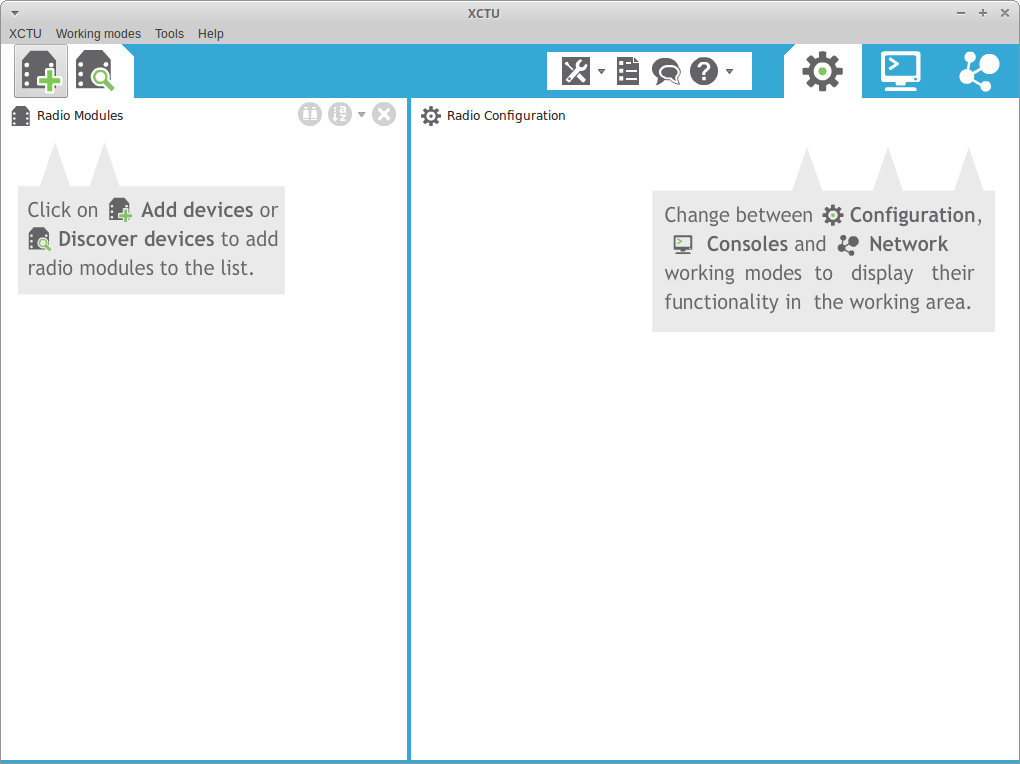 XCTU
XCTU Working modes Tools Help
Radio Modules
Radio Configuration
Click on Add devices or
Discover devices to add
radio modules to the list.
Change between Configuration,
Consoles and Network
working modes to display their
functionality in the working area.